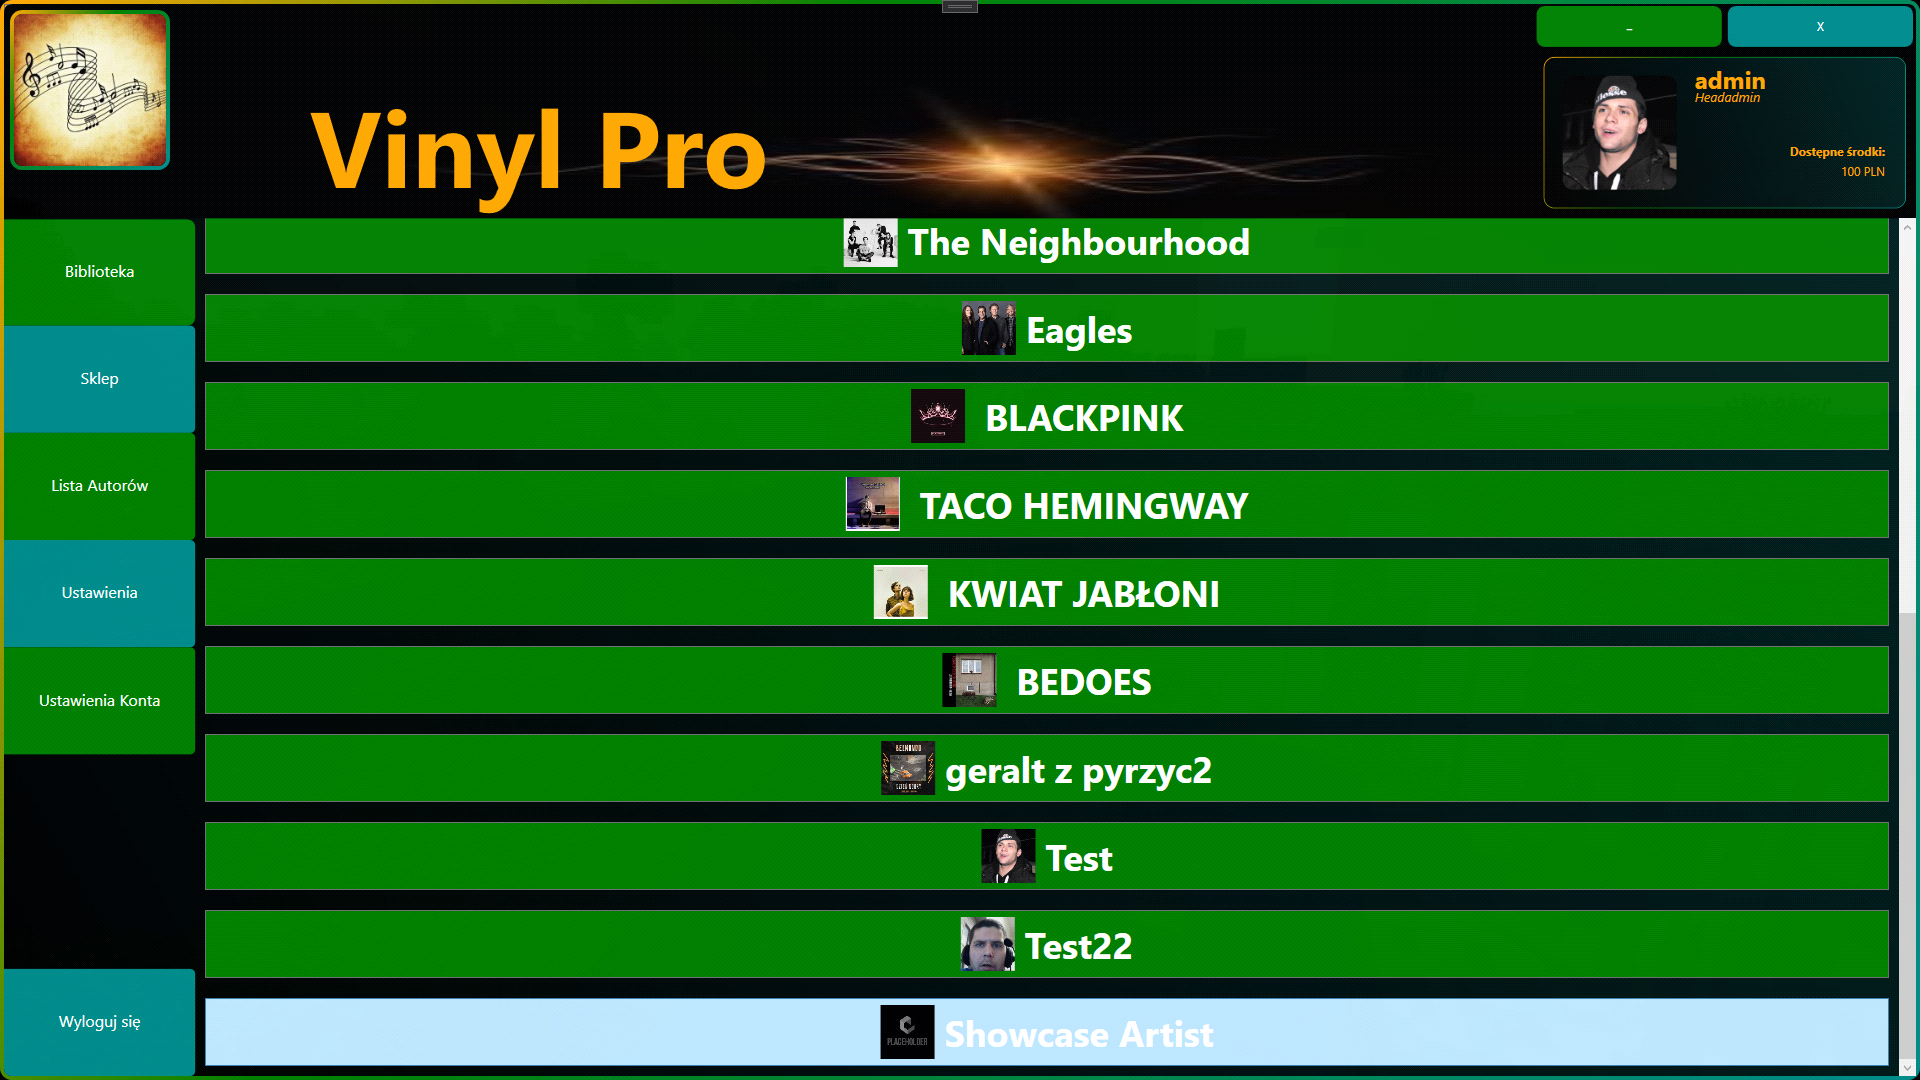 _
X
Vinyl Pro
admin
Headadmin
Dostępne środki:
100 PLN
Biblioteka
Sklep
Lista Autorów
Ustawienia
Ustawienia Konta
Wyloguj się
The Neighbourhood
Eagles
BLACKPINK
TACO HEMINGWAY
KWIAT JABŁONI
BEDOES
geralt z pyrzyc2
Test
Test22
PLACEHOLDER
Showcase Artist